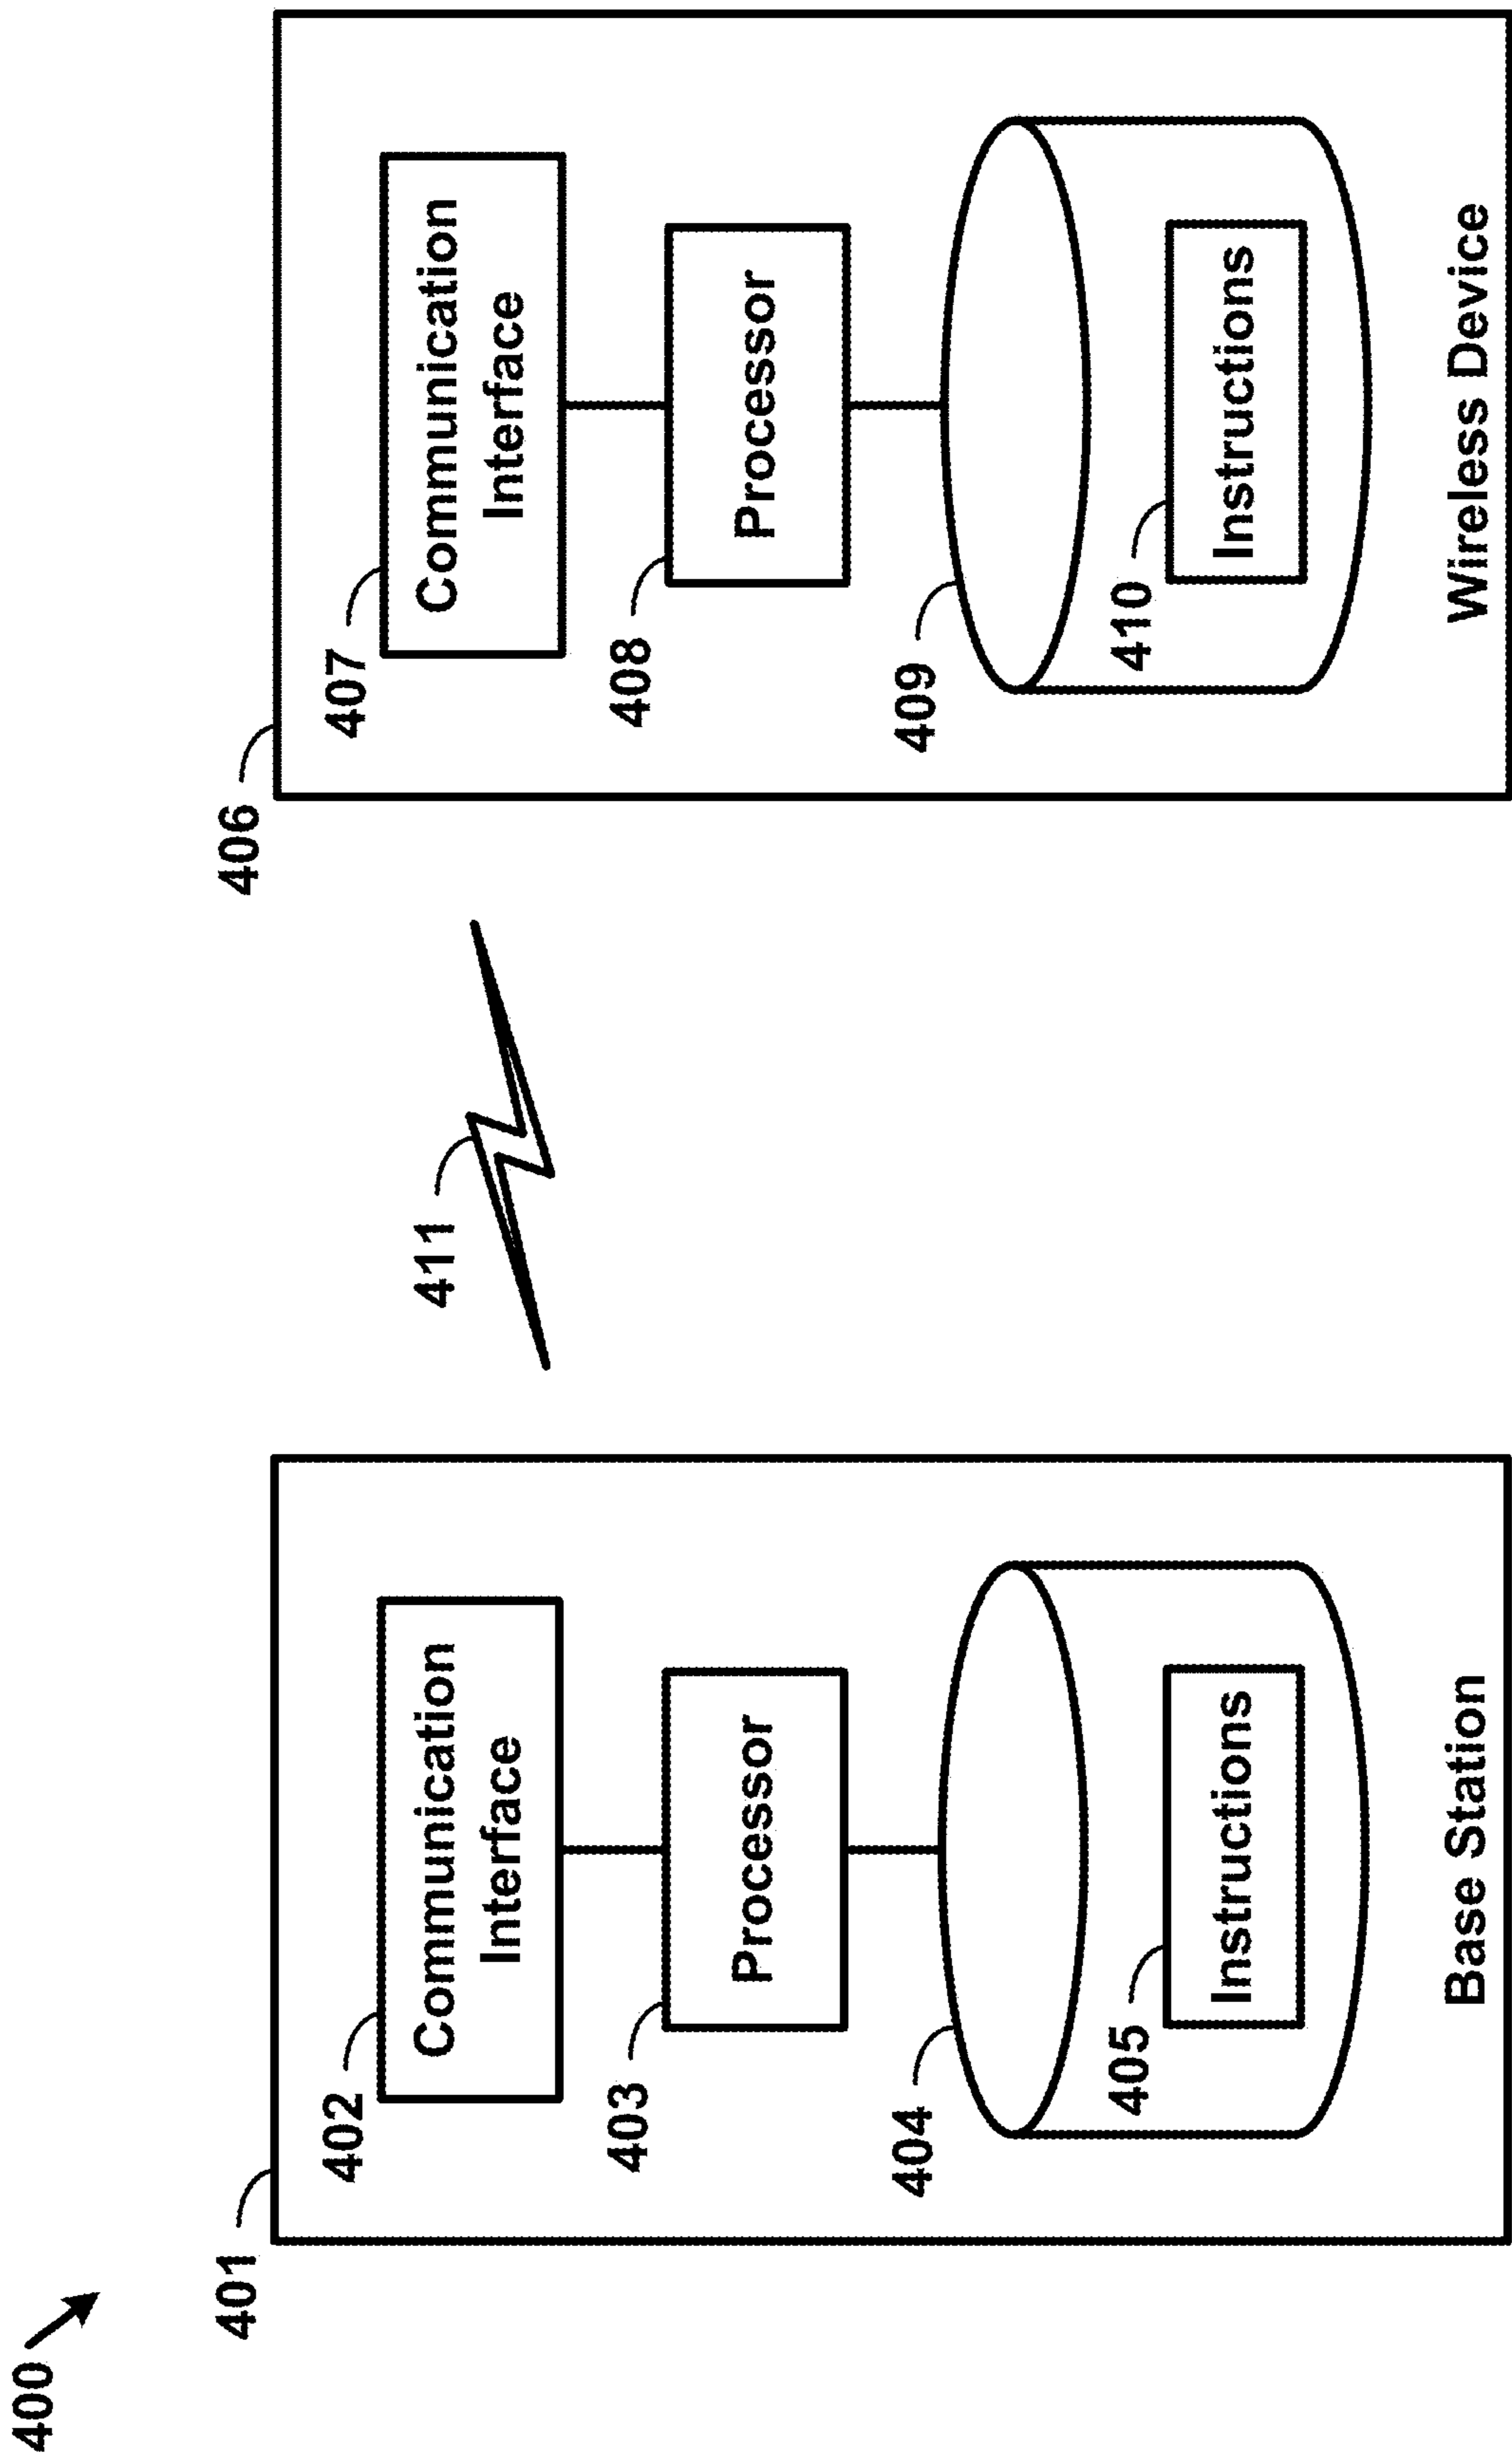 400
401
402
Communication
Interface
403
Processor
404
405
Instructions
Base Station
411
406
407
Communication
Interface
408
Processor
409
410
Instructions
Wireless Device